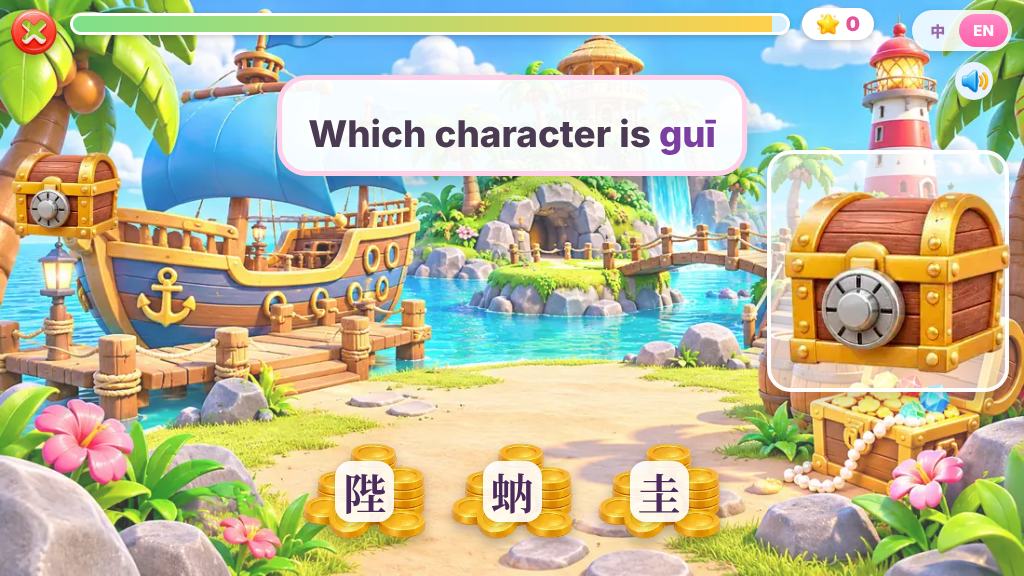 0
中 EN
Which character is guī
陛 蚋 圭